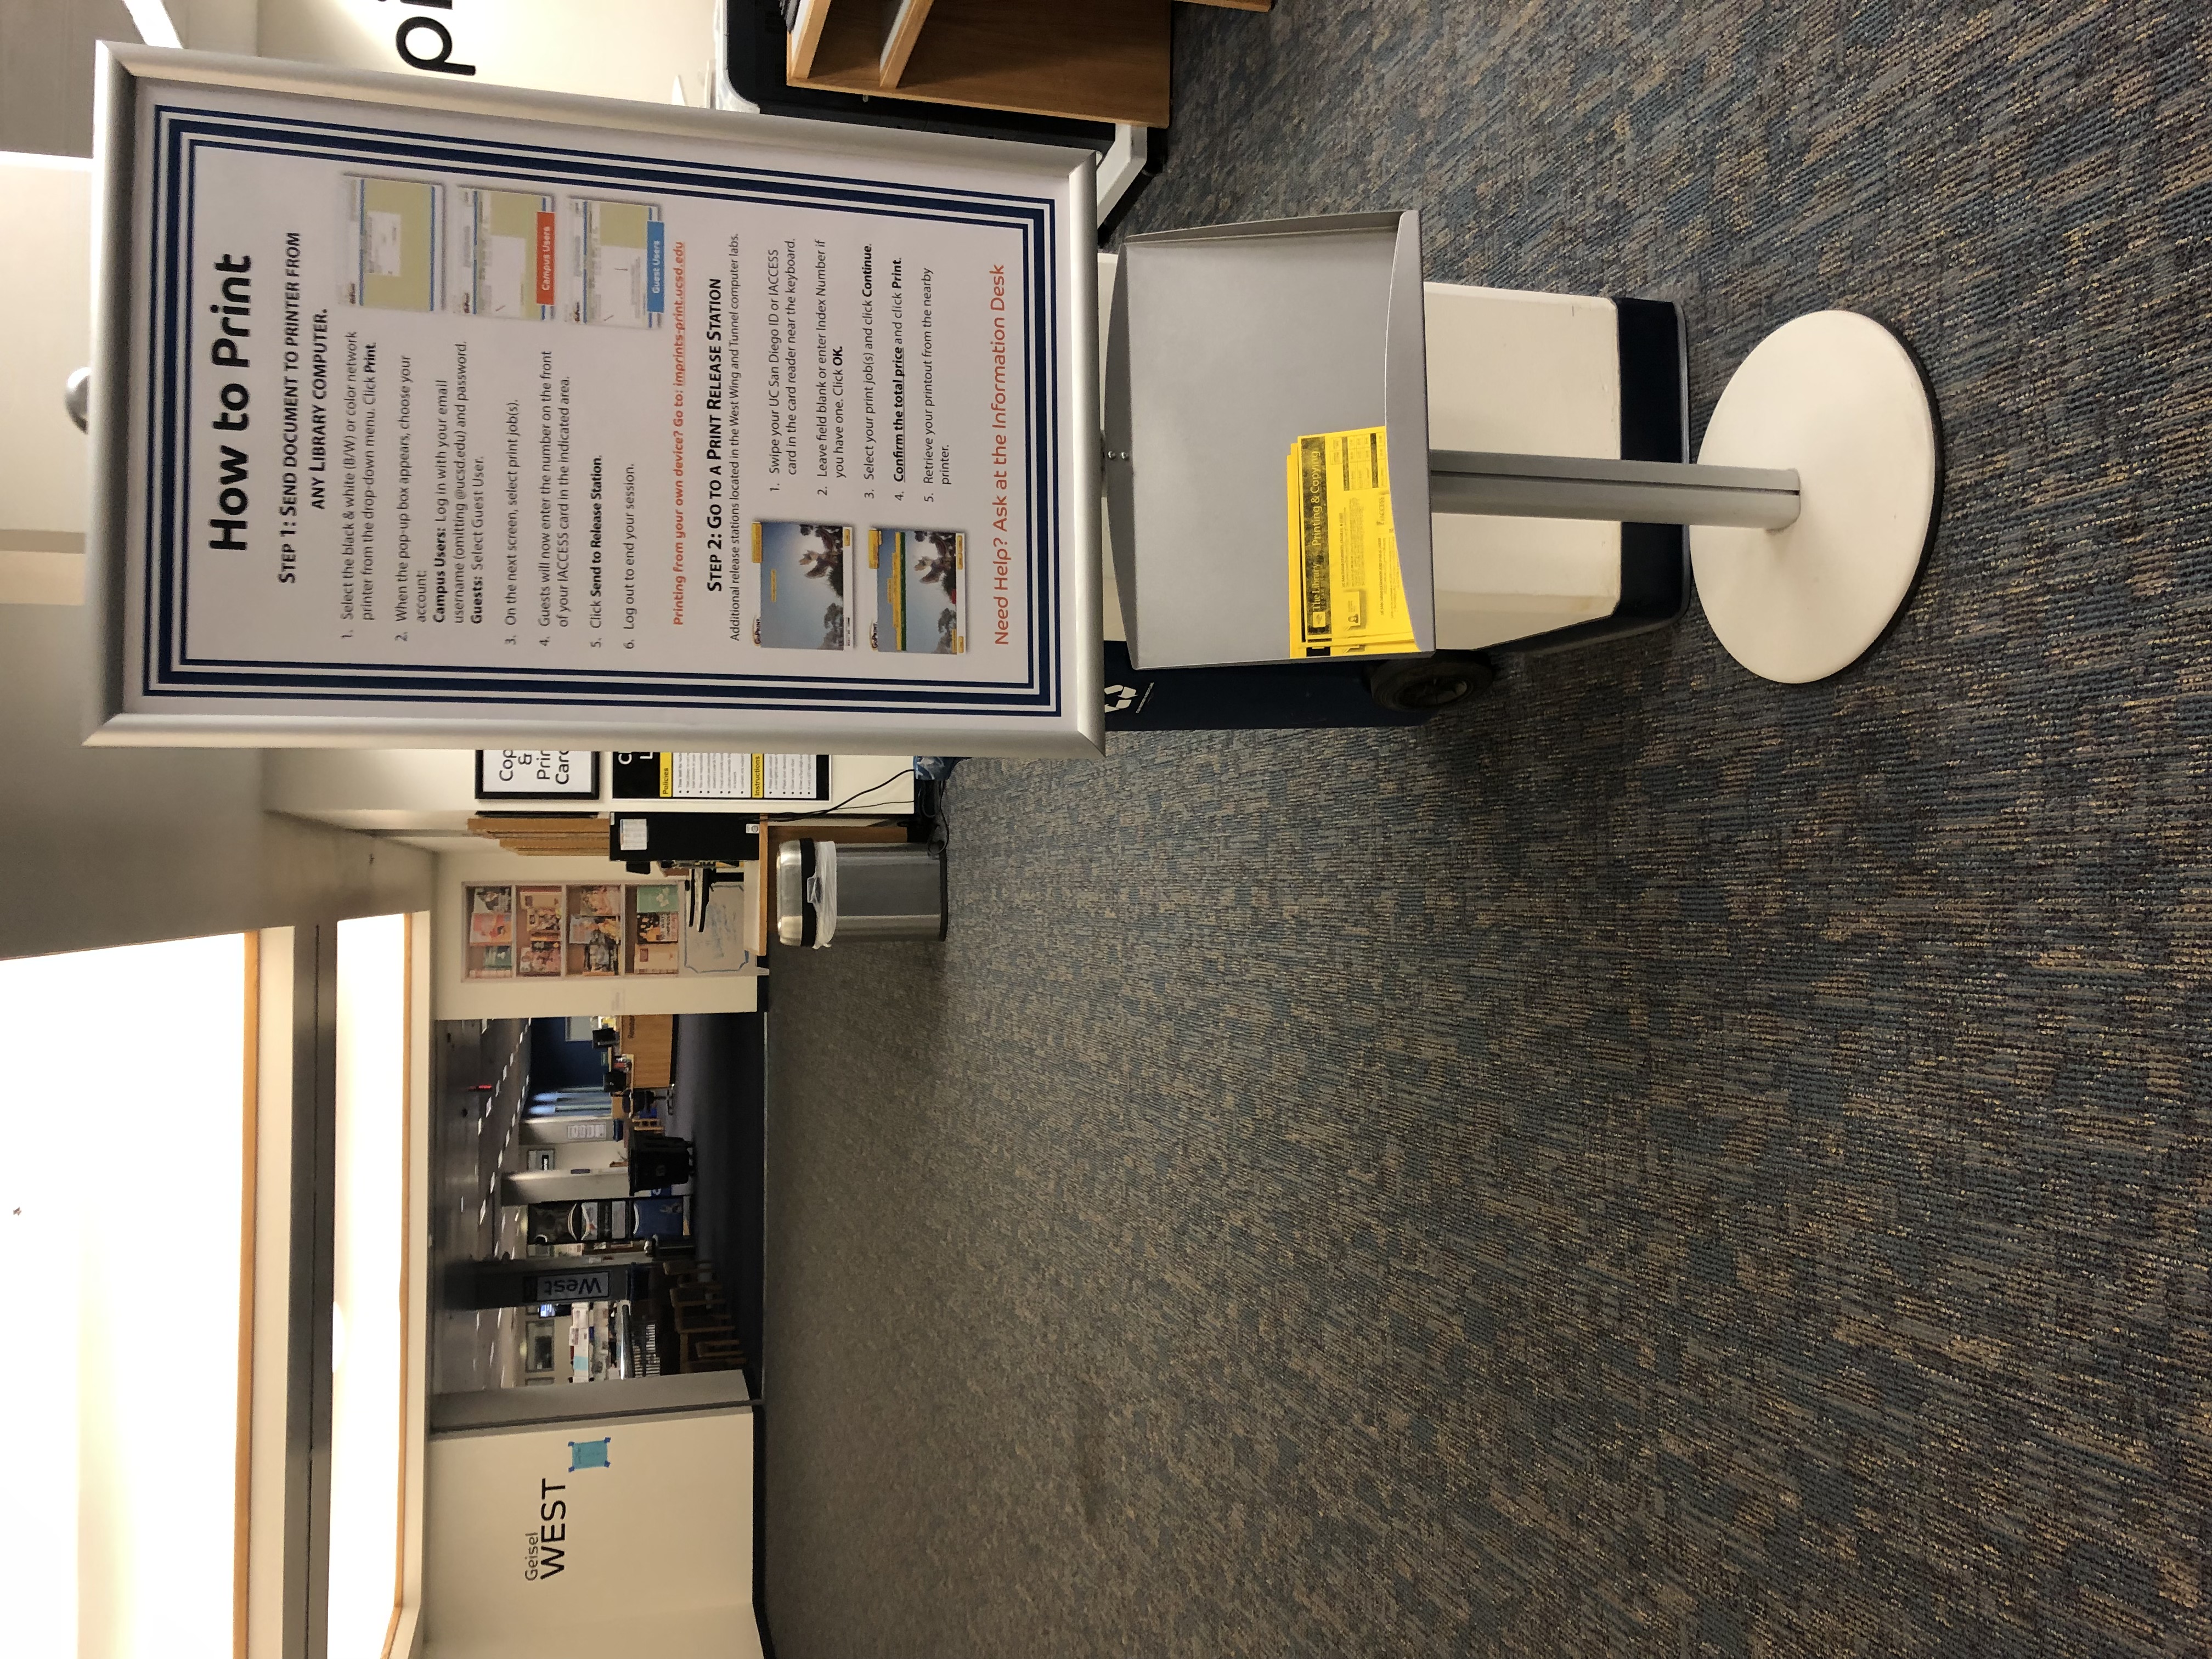 How to Print
STEP 1: SEND DOCUMENT TO PRINTER FROM
ANY LIBRARY COMPUTER.
1. Select the black & white (B/W) or color network
printer from the drop-down menu. Click Print.
2. When the pop-up box appears, choose your
account:
Campus Users: Log in with your email
username (omitting @ucsd.edu) and password.
Guests: Select Guest User.
3. On the next screen, select print job(s).
4. Guests will now enter the number on the front
of your IACCESS card in the indicated area.
5. Click Send to Release Station.
6. Log out to end your session.
Campus Users
Guest Users
Printing from your own device? Go to: imprints-print.ucsd.edu
STEP 2: GO TO A PRINT RELEASE STATION
Additional release stations located in the West Wing and Tunnel computer labs.
GoPrint
GoPrint
1. Swipe your UC San Diego ID or IACCESS
card in the card reader near the keyboard.
2. Leave field blank or enter Index Number if
you have one. Click OK.
3. Select your print job(s) and click Continue.
4. Confirm the total price and click Print.
5. Retrieve your printout from the nearby
printer.
Need Help? Ask at the Information Desk
The Library Printing & Copying
Geisel
WEST
West
Cop
&
Prin
Card
Policies
Instructions
pi